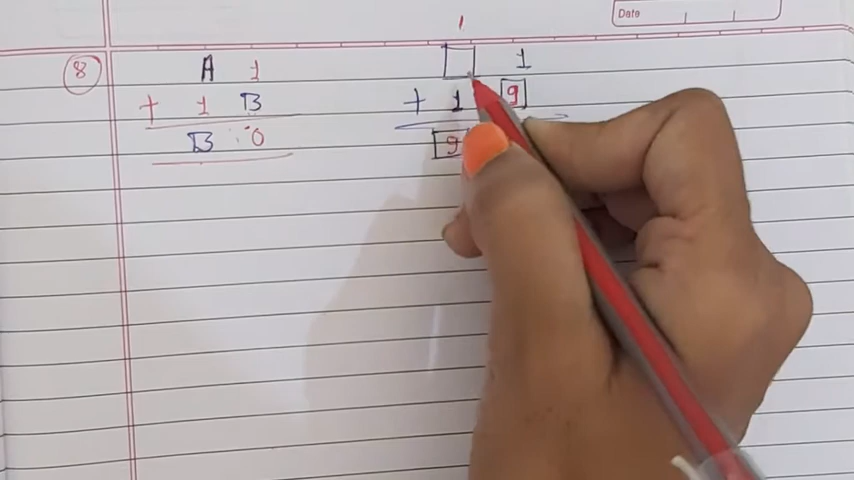 Date
1
8 A 1 □ 1
+ 1 B + 1 9
B 0 9